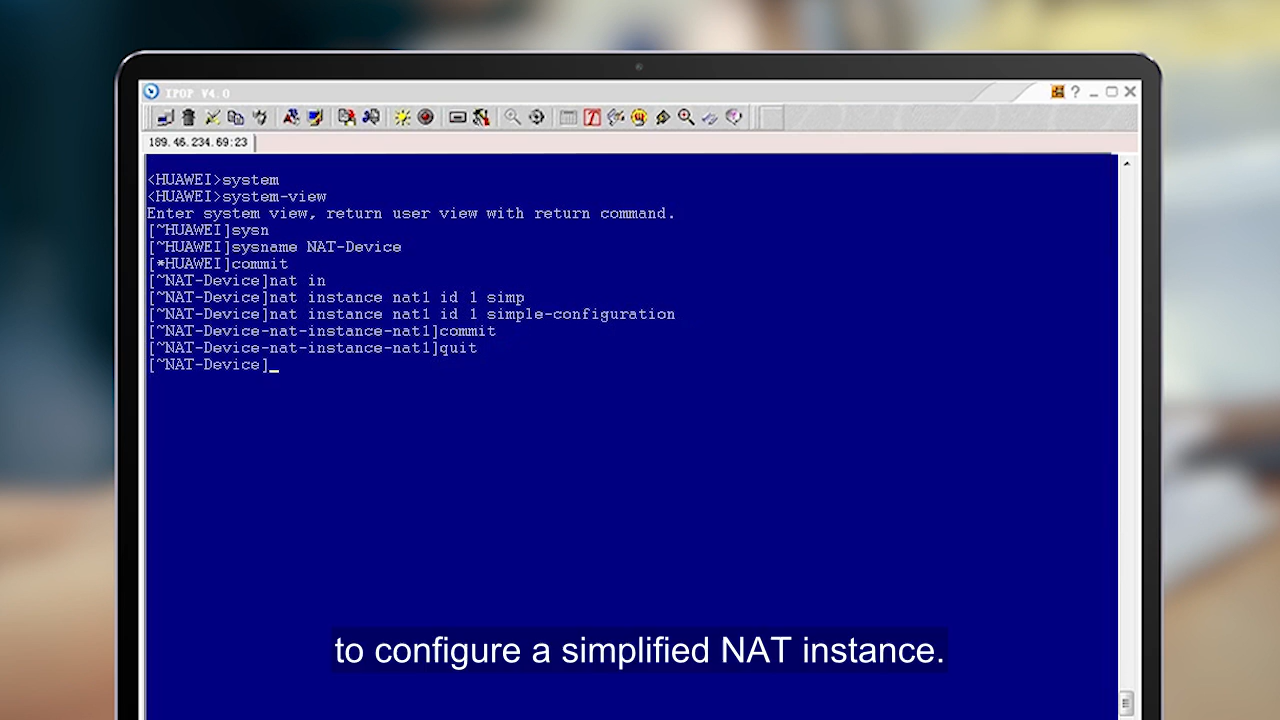 IPOP V4.0
189.46.234.69:23
<HUAWEI>system
<HUAWEI>system-view
Enter system view, return user view with return command.
[~HUAWEI]sysn
[~HUAWEI]sysname NAT-Device
[*HUAWEI]commit
[~NAT-Device]nat in
[~NAT-Device]nat instance nat1 id 1 simp
[~NAT-Device]nat instance nat1 id 1 simple-configuration
[~NAT-Device-nat-instance-nat1]commit
[~NAT-Device-nat-instance-nat1]quit
[~NAT-Device]
to configure a simplified NAT instance.